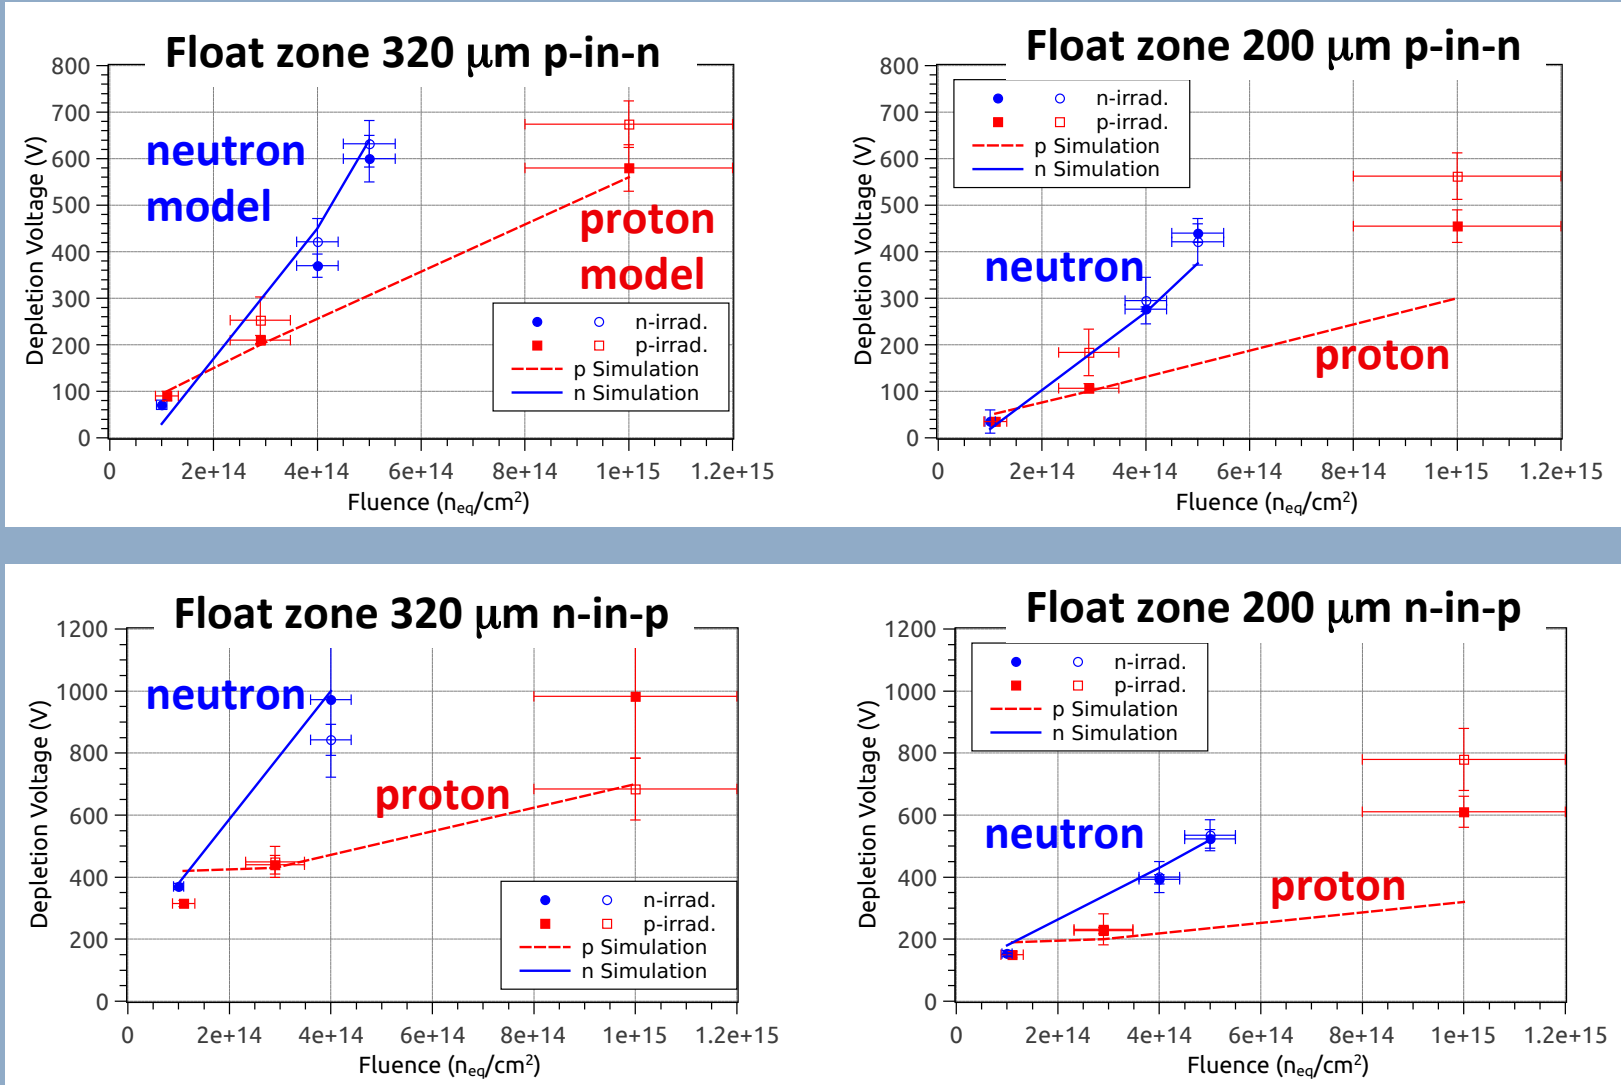 Float zone 320 μm p-in-n
800
700
600
500
400
300
200
100
0
Depletion Voltage (V)
neutron
model
proton
model
n-irrad.
p-irrad.
p Simulation
n Simulation
0 2e+14 4e+14 6e+14 8e+14 1e+15 1.2e+15
Fluence (neq/cm²)
Float zone 200 μm p-in-n
800
700
600
500
400
300
200
100
0
Depletion Voltage (V)
n-irrad.
p-irrad.
p Simulation
n Simulation
neutron
proton
0 2e+14 4e+14 6e+14 8e+14 1e+15 1.2e+15
Fluence (neq/cm²)
Float zone 320 μm n-in-p
1200
1000
800
600
400
200
0
Depletion Voltage (V)
neutron
proton
n-irrad.
p-irrad.
p Simulation
n Simulation
0 2e+14 4e+14 6e+14 8e+14 1e+15 1.2e+15
Fluence (neq/cm²)
Float zone 200 μm n-in-p
1200
1000
800
600
400
200
0
Depletion Voltage (V)
n-irrad.
p-irrad.
p Simulation
n Simulation
neutron
proton
0 2e+14 4e+14 6e+14 8e+14 1e+15 1.2e+15
Fluence (neq/cm²)